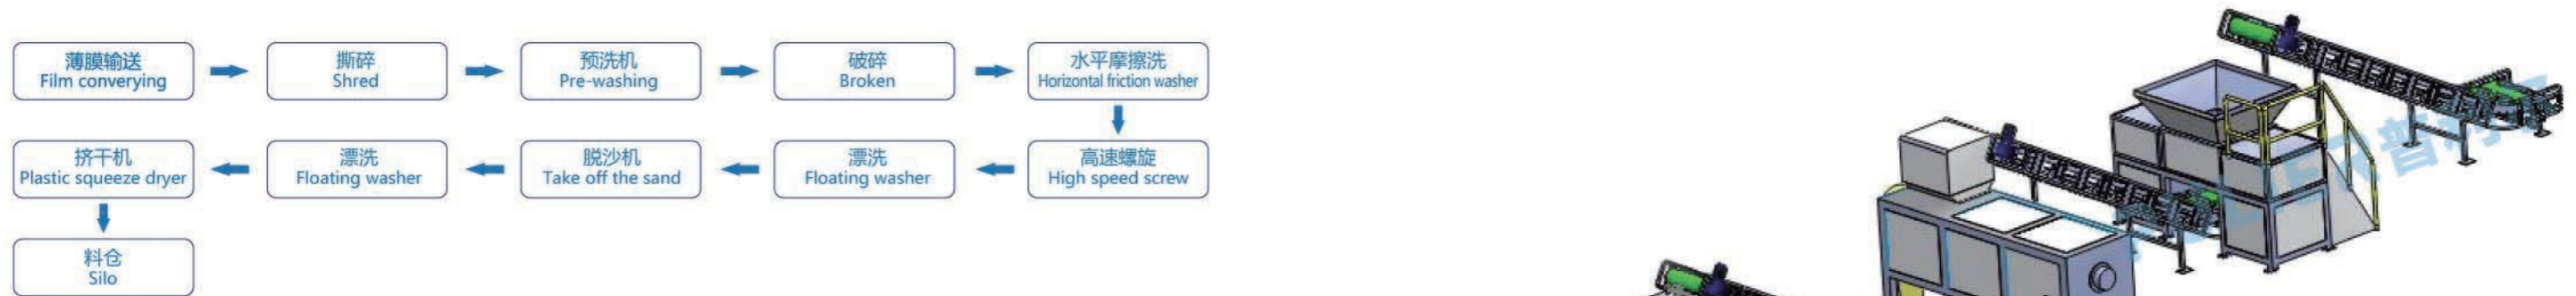 薄膜输送
Film converying
撕碎
Shred
预洗机
Pre-washing
破碎
Broken
水平摩擦洗
Horizontal friction washer
高速螺旋
High speed screw
漂洗
Floating washer
脱沙机
Take off the sand
漂洗
Floating washer
挤干机
Plastic squeeze dryer
料仓
Silo